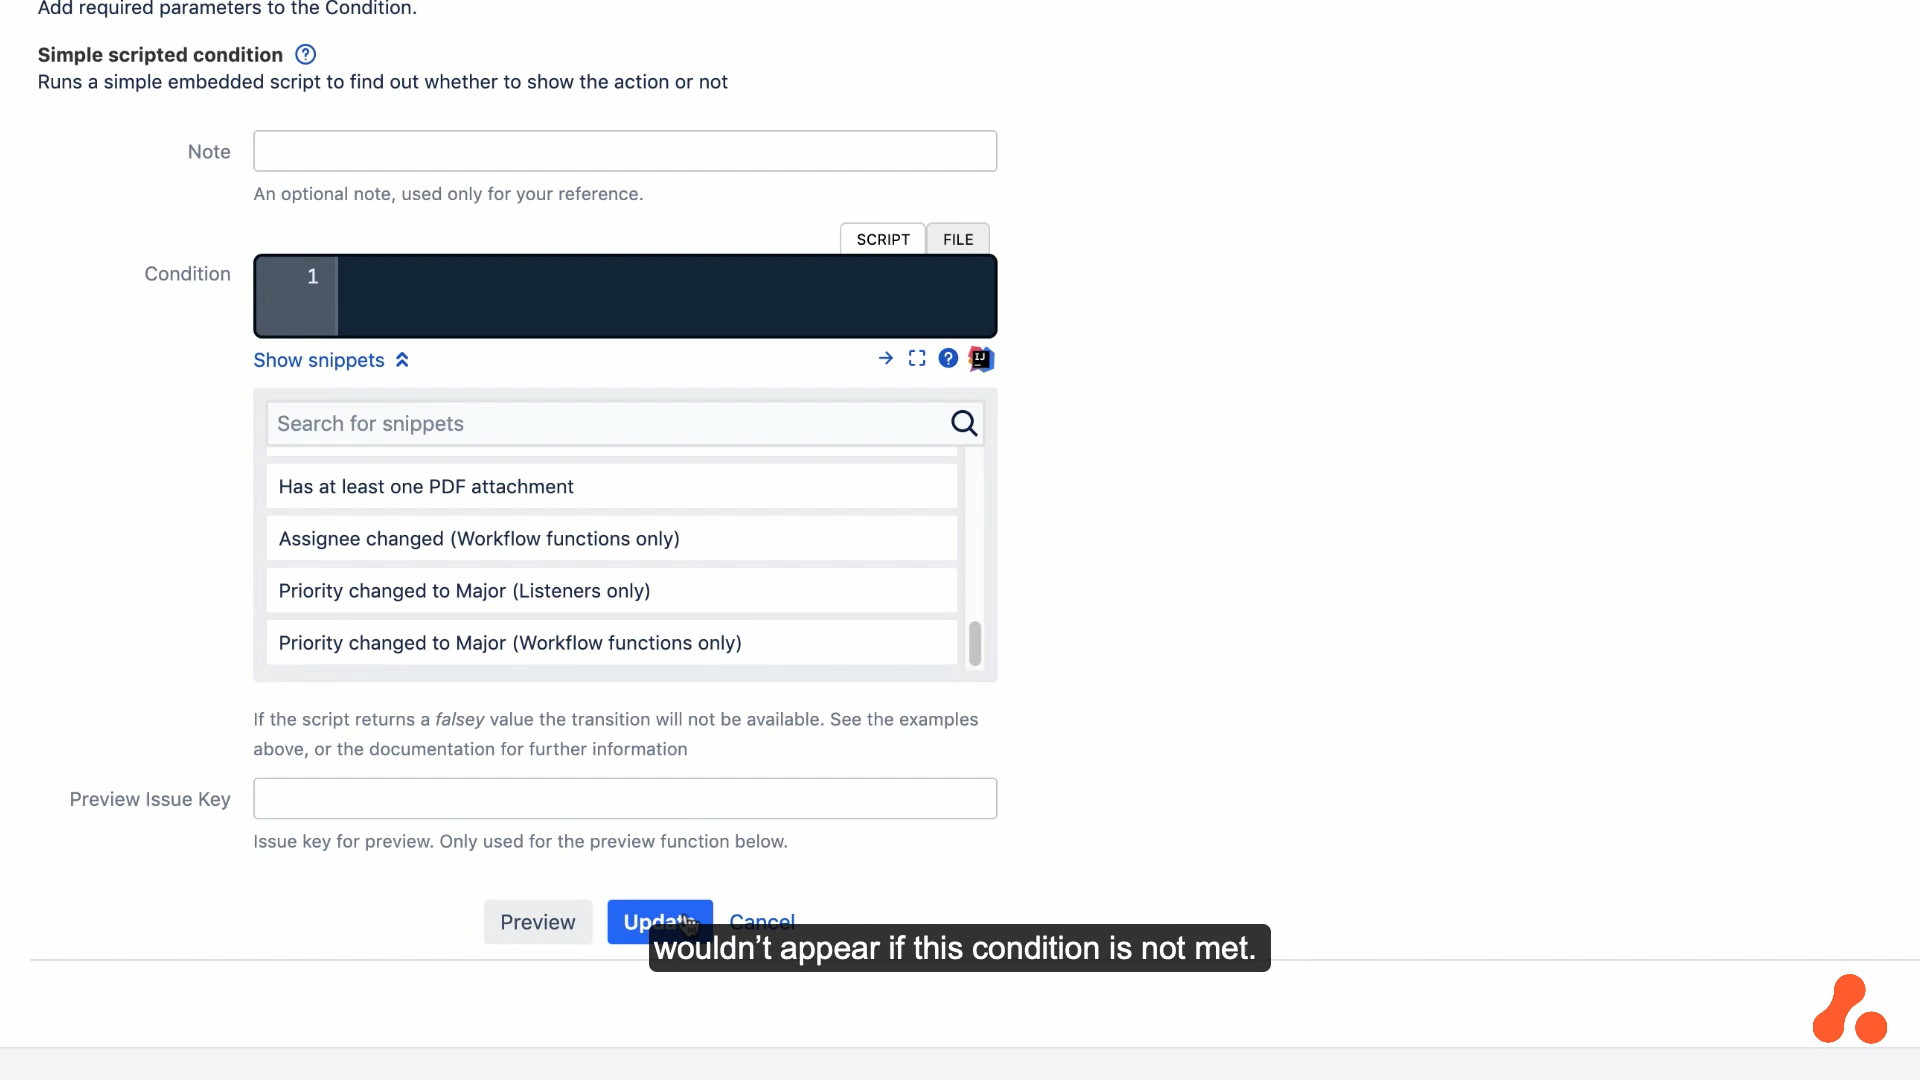 Add required parameters to the Condition.
Simple scripted condition ?
Runs a simple embedded script to find out whether to show the action or not
Note
An optional note, used only for your reference.
SCRIPT FILE
Condition
1
Show snippets
?
IJ
Search for snippets
Has at least one PDF attachment
Assignee changed (Workflow functions only)
Priority changed to Major (Listeners only)
Priority changed to Major (Workflow functions only)
If the script returns a falsey value the transition will not be available. See the examples
above, or the documentation for further information
Preview Issue Key
Issue key for preview. Only used for the preview function below.
Preview Update Cancel
wouldn’t appear if this condition is not met.